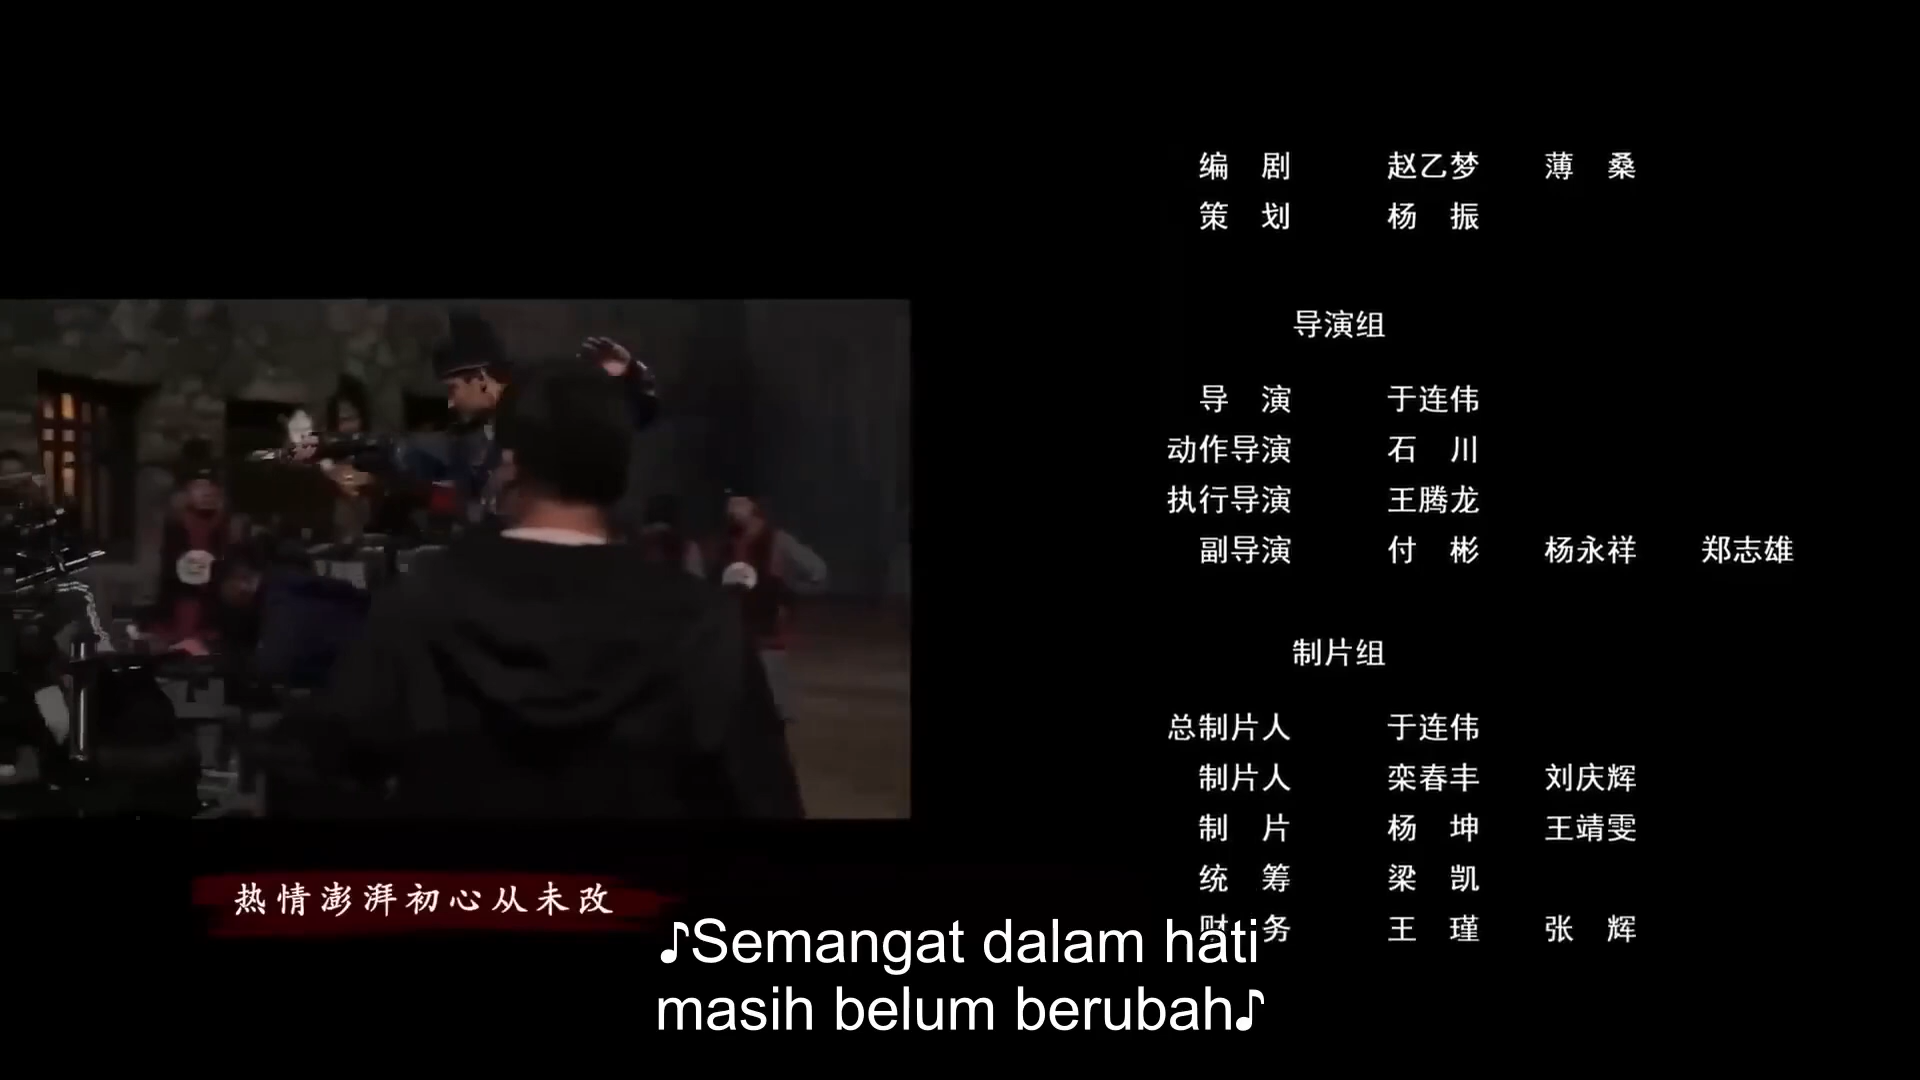 编 剧 赵乙梦 薄 桑
策 划 杨 振
导演组
导 演 于连伟
动作导演 石 川
执行导演 王腾龙
副导演 付 彬 杨永祥 郑志雄
制片组
总制片人 于连伟
制片人 栾春丰 刘庆辉
制 片 杨 坤 王靖雯
统 筹 梁 凯
财 务 王 瑾 张 辉
热情澎湃初心从未改
♪Semangat dalam hati
masih belum berubah♪